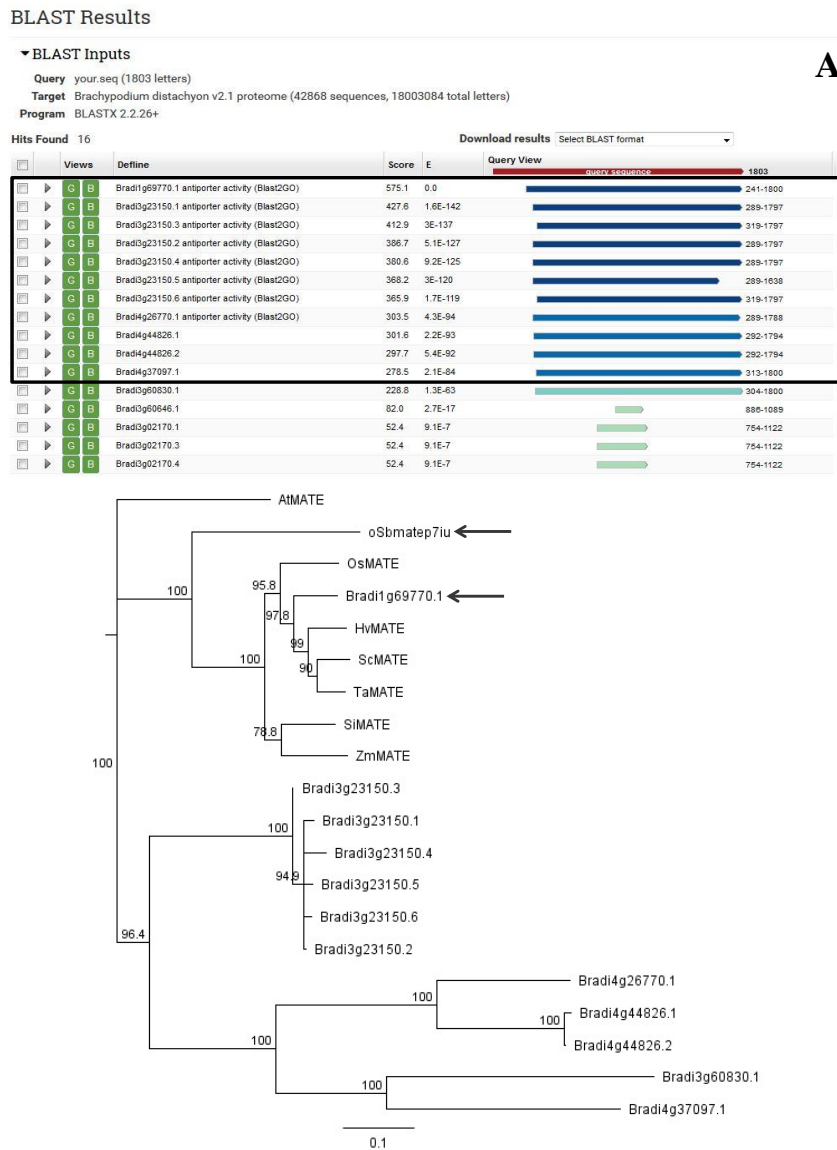 BLAST Results
A
BLAST Inputs
Query your.seq (1803 letters)
Target Brachypodium distachyon v2.1 proteome (42868 sequences, 18003084 total letters)
Program BLASTX 2.2.26+
Hits Found 16 Download results Select BLAST format
Views Defline Score E Query View
query sequence 1803
G B Bradi1g69770.1 antiporter activity (Blast2GO) 575.1 0.0 241-1800
G B Bradi3g23150.1 antiporter activity (Blast2GO) 427.6 1.6E-142 289-1797
G B Bradi3g23150.3 antiporter activity (Blast2GO) 412.9 3E-137 319-1797
G B Bradi3g23150.2 antiporter activity (Blast2GO) 386.7 5.1E-127 289-1797
G B Bradi3g23150.4 antiporter activity (Blast2GO) 380.6 9.2E-125 289-1797
G B Bradi3g23150.5 antiporter activity (Blast2GO) 368.2 3E-120 289-1638
G B Bradi3g23150.6 antiporter activity (Blast2GO) 365.9 1.7E-119 319-1797
G B Bradi4g26770.1 antiporter activity (Blast2GO) 303.5 4.3E-94 289-1788
G B Bradi4g44826.1 301.6 2.2E-93 292-1794
G B Bradi4g44826.2 297.7 5.4E-92 292-1794
G B Bradi4g37097.1 278.5 2.1E-84 313-1800
G B Bradi3g60830.1 228.8 1.3E-63 304-1800
G B Bradi3g60646.1 82.0 2.7E-17 886-1089
G B Bradi3g02170.1 52.4 9.1E-7 754-1122
G B Bradi3g02170.3 52.4 9.1E-7 754-1122
G B Bradi3g02170.4 52.4 9.1E-7 754-1122
AtMATE
oSbmatep7iu
OsMATE
95.8
100
Bradi1g69770.1
97.8
HvMATE
99
ScMATE
100
90
TaMATE
SiMATE
78.8
ZmMATE
100
Bradi3g23150.3
Bradi3g23150.1
100
Bradi3g23150.4
94.9
Bradi3g23150.5
Bradi3g23150.6
96.4
Bradi3g23150.2
Bradi4g26770.1
100
Bradi4g44826.1
100
Bradi4g44826.2
100
Bradi3g60830.1
100
Bradi4g37097.1
0.1